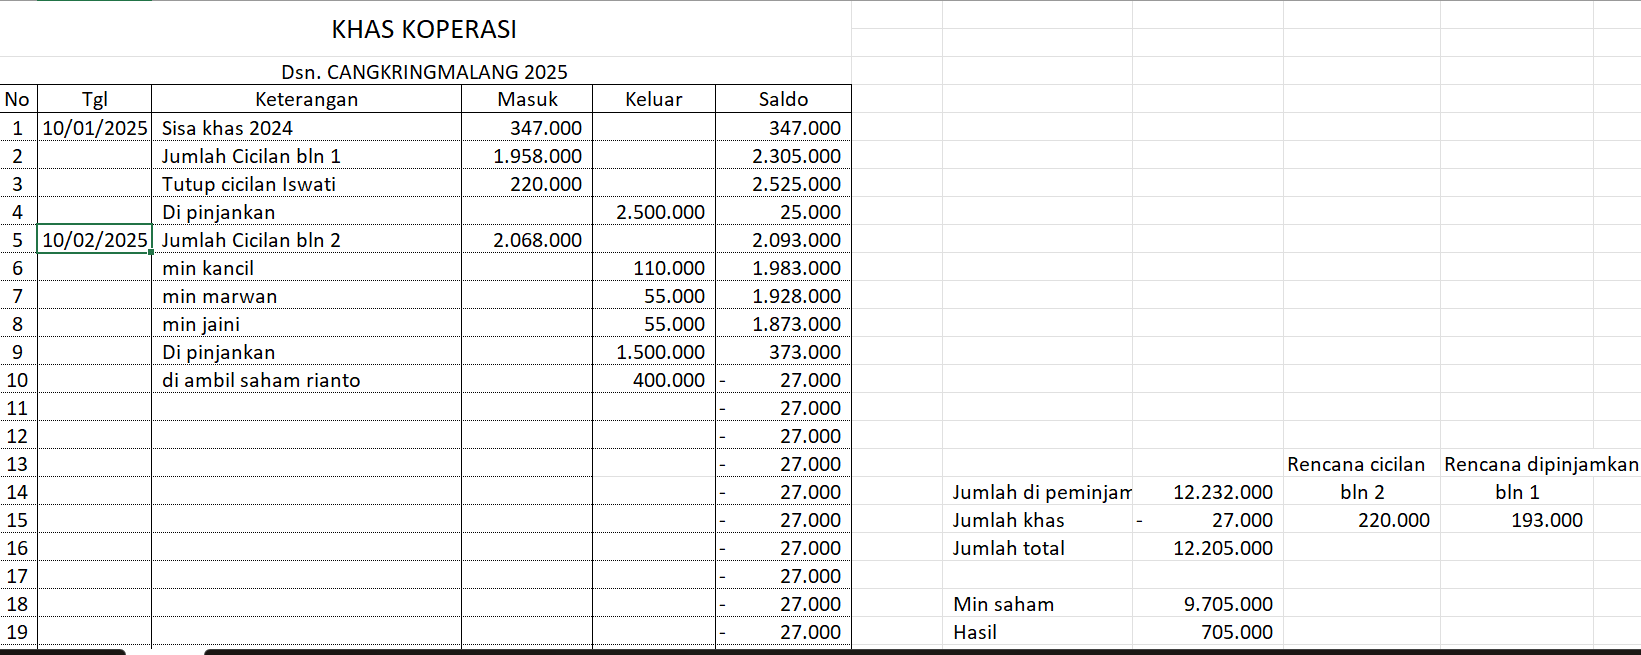 KHAS KOPERASI
Dsn. CANGKRINGMALANG 2025
No Tgl Keterangan Masuk Keluar Saldo
1 10/01/2025 Sisa khas 2024 347.000 347.000
2 Jumlah Cicilan bln 1 1.958.000 2.305.000
3 Tutup cicilan Iswati 220.000 2.525.000
4 Di pinjankan 2.500.000 25.000
5 10/02/2025 Jumlah Cicilan bln 2 2.068.000 2.093.000
6 min kancil 110.000 1.983.000
7 min marwan 55.000 1.928.000
8 min jaini 55.000 1.873.000
9 Di pinjankan 1.500.000 373.000
10 di ambil saham rianto 400.000 - 27.000
11 - 27.000
12 - 27.000
13 - 27.000 Rencana cicilan Rencana dipinjamkan
14 - 27.000 Jumlah di peminjam 12.232.000 bln 2 bln 1
15 - 27.000 Jumlah khas - 27.000 220.000 193.000
16 - 27.000 Jumlah total 12.205.000
17 - 27.000
18 - 27.000 Min saham 9.705.000
19 - 27.000 Hasil 705.000